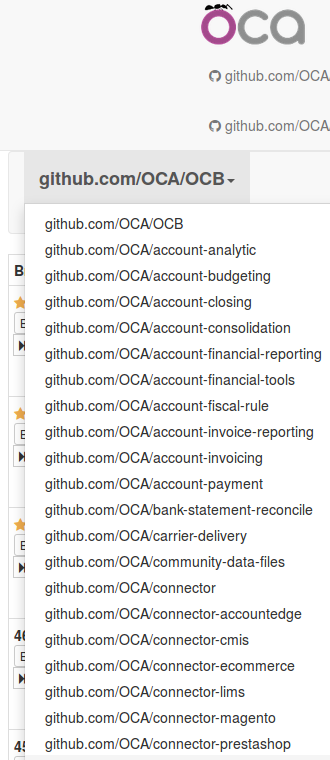 oca
github.com/OCA/
github.com/OCA/
github.com/OCA/OCB
github.com/OCA/OCB
github.com/OCA/account-analytic
github.com/OCA/account-budgeting
github.com/OCA/account-closing
github.com/OCA/account-consolidation
github.com/OCA/account-financial-reporting
github.com/OCA/account-financial-tools
github.com/OCA/account-fiscal-rule
github.com/OCA/account-invoice-reporting
github.com/OCA/account-invoicing
github.com/OCA/account-payment
github.com/OCA/bank-statement-reconcile
github.com/OCA/carrier-delivery
github.com/OCA/community-data-files
github.com/OCA/connector
github.com/OCA/connector-accountedge
github.com/OCA/connector-cmis
github.com/OCA/connector-ecommerce
github.com/OCA/connector-lims
github.com/OCA/connector-magento
github.com/OCA/connector-prestashop